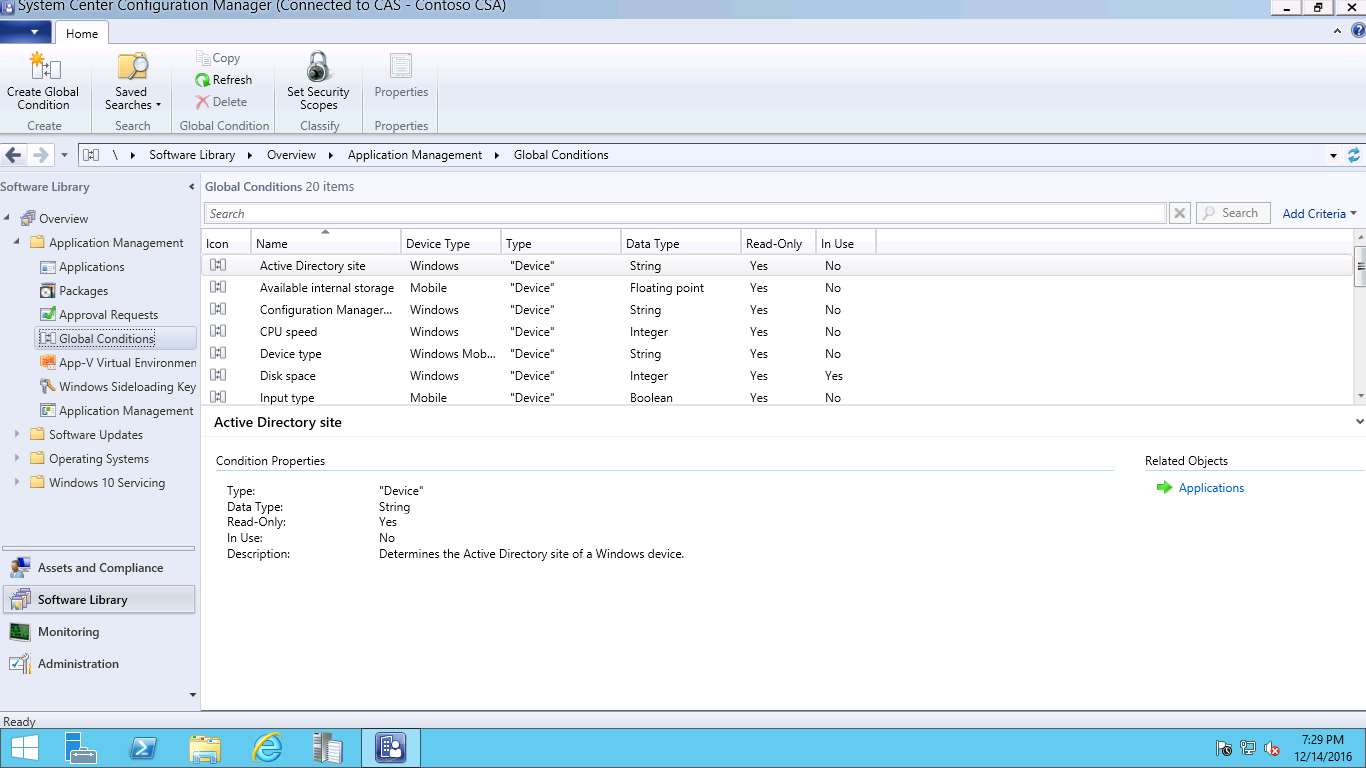 System Center Configuration Manager (Connected to CAS - Contoso CSA)
Home
Create Global Condition
Saved Searches
Copy
Refresh
Delete
Set Security Scopes
Properties
Create
Search
Global Condition
Classify
Properties
\ Software Library Overview Application Management Global Conditions
Software Library
Overview
Application Management
Applications
Packages
Approval Requests
Global Conditions
App-V Virtual Environmen
Windows Sideloading Key
Application Management
Software Updates
Operating Systems
Windows 10 Servicing
Assets and Compliance
Software Library
Monitoring
Administration
Global Conditions 20 items
Search
Search
Add Criteria
Icon Name Device Type Type Data Type Read-Only In Use
Active Directory site Windows "Device" String Yes No
Available internal storage Mobile "Device" Floating point Yes No
Configuration Manager... Windows "Device" String Yes No
CPU speed Windows "Device" Integer Yes No
Device type Windows Mob... "Device" String Yes No
Disk space Windows "Device" Integer Yes Yes
Input type Mobile "Device" Boolean Yes No
Active Directory site
Condition Properties
Type: "Device"
Data Type: String
Read-Only: Yes
In Use: No
Description: Determines the Active Directory site of a Windows device.
Related Objects
Applications
Ready
7:29 PM
12/14/2016